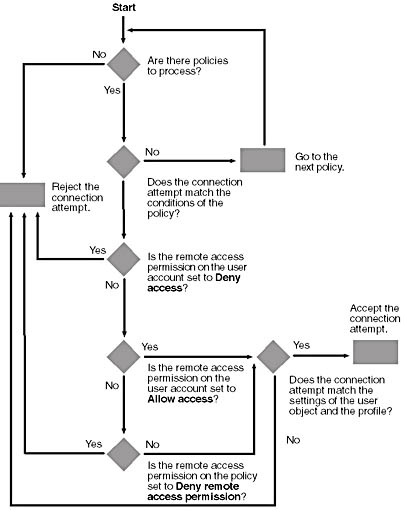 Start
No
Are there policies
to process?
Yes
No
Go to the
next policy.
Reject the
connection
attempt.
Does the connection
attempt match the
conditions of the
policy?
Yes
Is the remote access
permission on the user
account set to Deny
access?
No
Accept the
connection
attempt.
Yes
Yes
Is the remote access
permission on the
user account set to
Allow access?
Does the connection
attempt match the
settings of the user
object and the profile?
No
No
Yes
No
Is the remote access
permission on the policy
set to Deny remote
access permission?